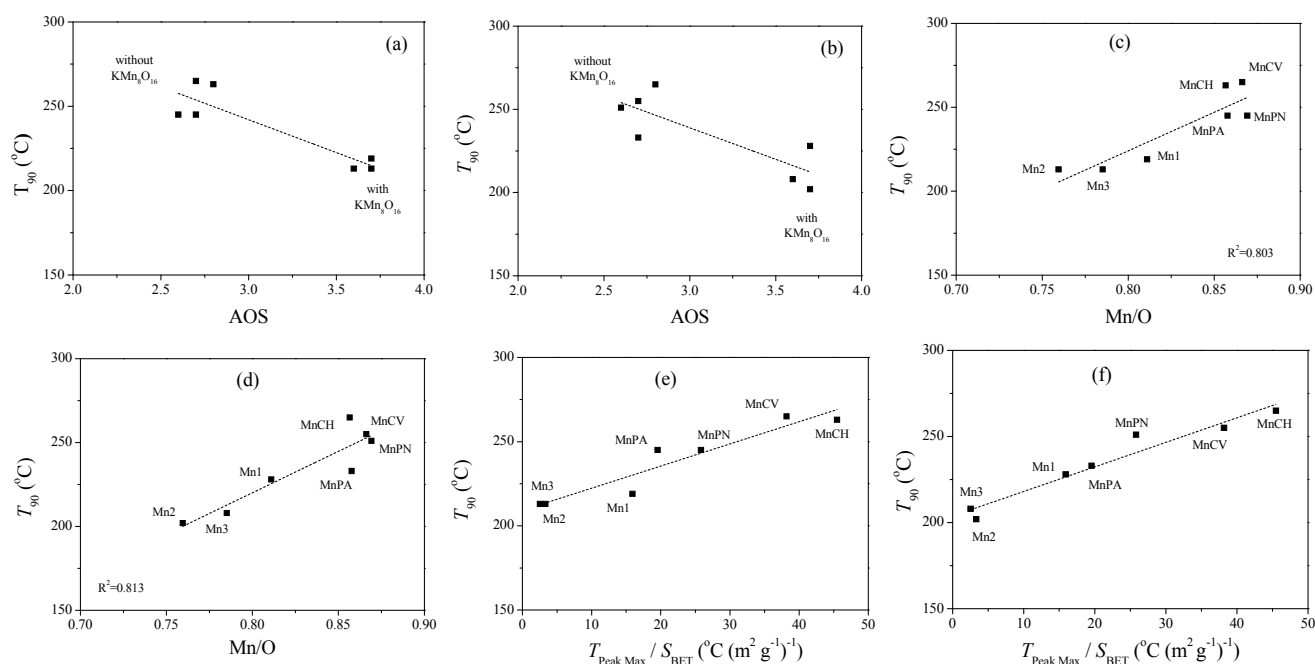 (a)
300
250
200
150
T90 (°C)
without
KMn8O16
with
KMn8O16
2.0 2.5 3.0 3.5 4.0
AOS
(b)
300
250
200
150
T90 (°C)
without
KMn8O16
with
KMn8O16
2.0 2.5 3.0 3.5 4.0
AOS
(c)
300
250
200
150
T90 (°C)
MnCV
MnCH
MnPA
MnPN
Mn1
Mn2
Mn3
R²=0.803
0.70 0.75 0.80 0.85 0.90
Mn/O
(d)
300
250
200
150
T90 (°C)
MnCH
MnCV
MnPN
Mn1
MnPA
Mn2
Mn3
R²=0.813
0.70 0.75 0.80 0.85 0.90
Mn/O
(e)
300
250
200
150
T90 (°C)
MnCV
MnPA
MnPN
MnCH
Mn3
Mn2
Mn1
0 10 20 30 40 50
TPeak Max / SBET (°C (m² g⁻¹)⁻¹)
(f)
300
250
200
150
T90 (°C)
MnPN
MnCH
MnCV
Mn1
MnPA
Mn3
Mn2
0 10 20 30 40 50
TPeak Max / SBET (°C (m² g⁻¹)⁻¹)